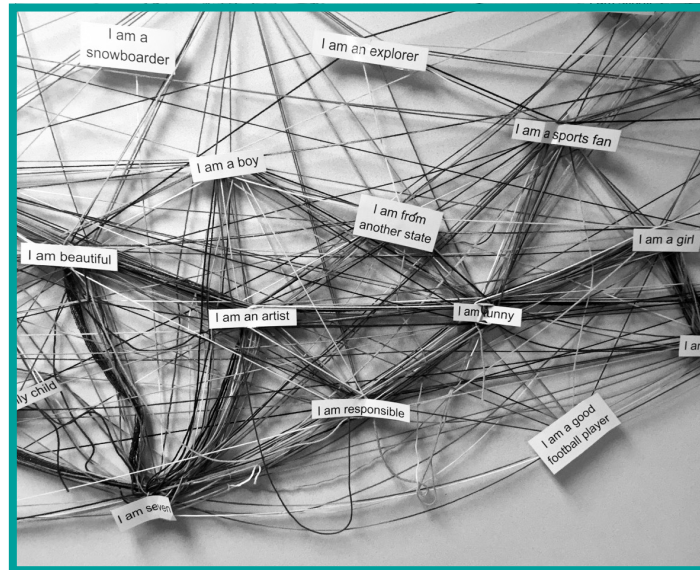 I am a
snowboarder
I am an explorer
I am a sports fan
I am a boy
I am from
another state
I am a girl
I am beautiful
I am an artist
I am funny
I
child
I am responsible
I am a good
football player
I am seven